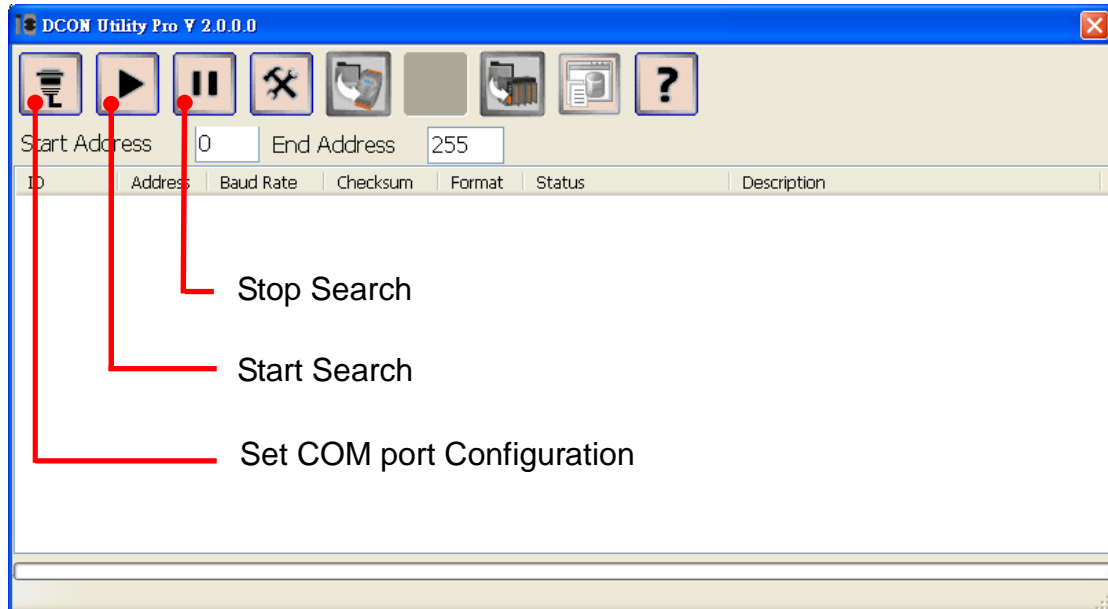 DCON Utility Pro V 2.0.0.0
?
Start Address 0 End Address 255
ID Address Baud Rate Checksum Format Status Description
Stop Search
Start Search
Set COM port Configuration